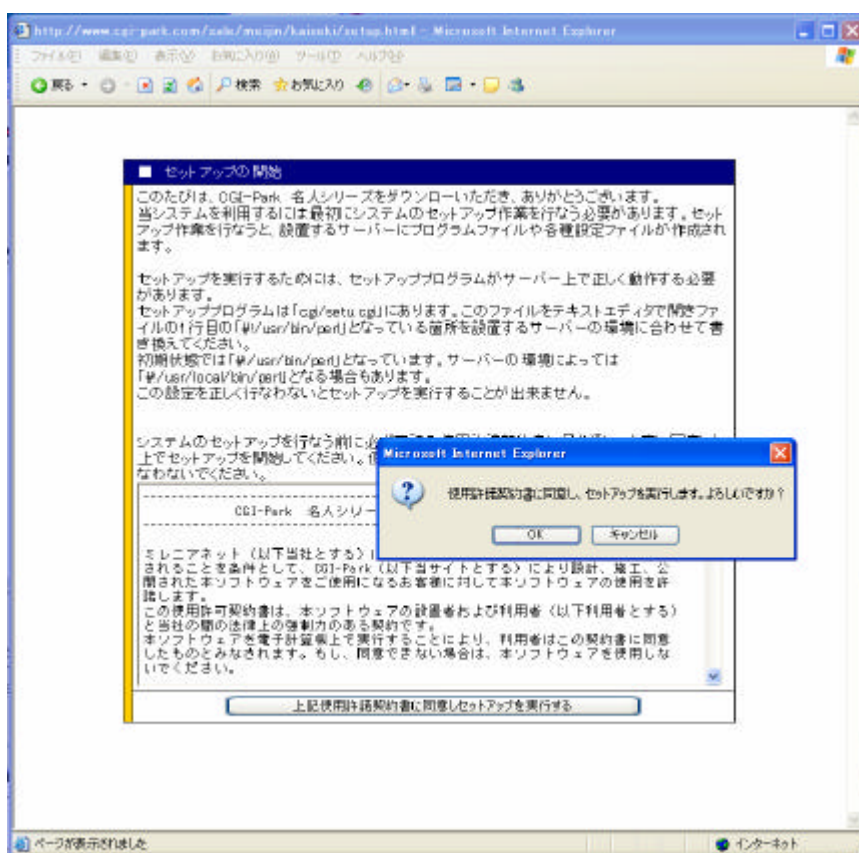 http://www.cgi-park.com/sale/meijin/kaiseki/setup.html - Microsoft Internet Explorer
ファイル(F) 編集(E) 表示(V) お気に入り(A) ツール(T) ヘルプ(H)
戻る 検索 お気に入り
■ セットアップの開始
このたびは、CGI-Park 名人シリーズをダウンローいただき、ありがとうございます。
当システムを利用するには最初にシステムのセットアップ作業を行なう必要があります。セット
アップ作業を行なうと、設置するサーバーにプログラムファイルや各種設定ファイルが作成され
ます。
セットアップを実行するためには、セットアッププログラムがサーバー上で正しく動作する必要
があります。
セットアッププログラムは「cgi/setu.cgi」にあります。このファイルをテキストエディタで開きファ
イルの1行目の「#!/usr/bin/perl」となっている箇所を設置するサーバーの環境に合わせて書
き換えてください。
初期状態では「#!/usr/bin/perl」となっています。サーバーの環境によっては
「#!/usr/local/bin/perl」となる場合もあります。
この設定を正しく行なわないとセットアップを実行することが出来ません。
システムのセットアップを行なう前に必
上でセットアップを開始してください。
なわないでください。
Microsoft Internet Explorer
使用許諾契約書に同意し、セットアップを実行します。よろしいですか?
OK キャンセル
CGI-Park 名人シリー
ミレニアネット(以下当社とする)
されることを条件として、CGI-Park(以下当サイトとする)により設計、施工、公
開された本ソフトウェアをご使用になるお客様に対して本ソフトウェアの使用を許
諾します。
この使用許可契約書は、本ソフトウェアの設置者および利用者(以下利用者とする)
と当社の間の法律上の強制力のある契約です。
本ソフトウェアを電子計算機上で実行することにより、利用者はこの契約書に同意
したものとみなされます。もし、同意できない場合は、本ソフトウェアを使用しな
いでください。
上記使用許諾契約書に同意しセットアップを実行する
ページが表示されました インターネット